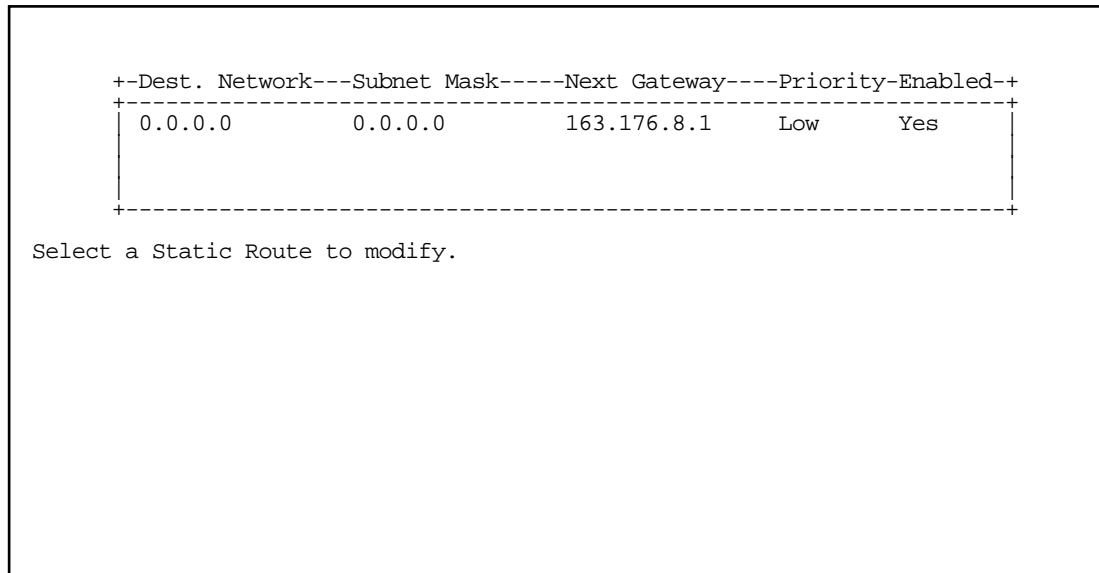 +-Dest. Network---Subnet Mask-----Next Gateway----Priority-Enabled-+
+------------------------------------------------------------------+
| 0.0.0.0         0.0.0.0         163.176.8.1     Low      Yes     |
|                                                                  |
|                                                                  |
+------------------------------------------------------------------+
Select a Static Route to modify.